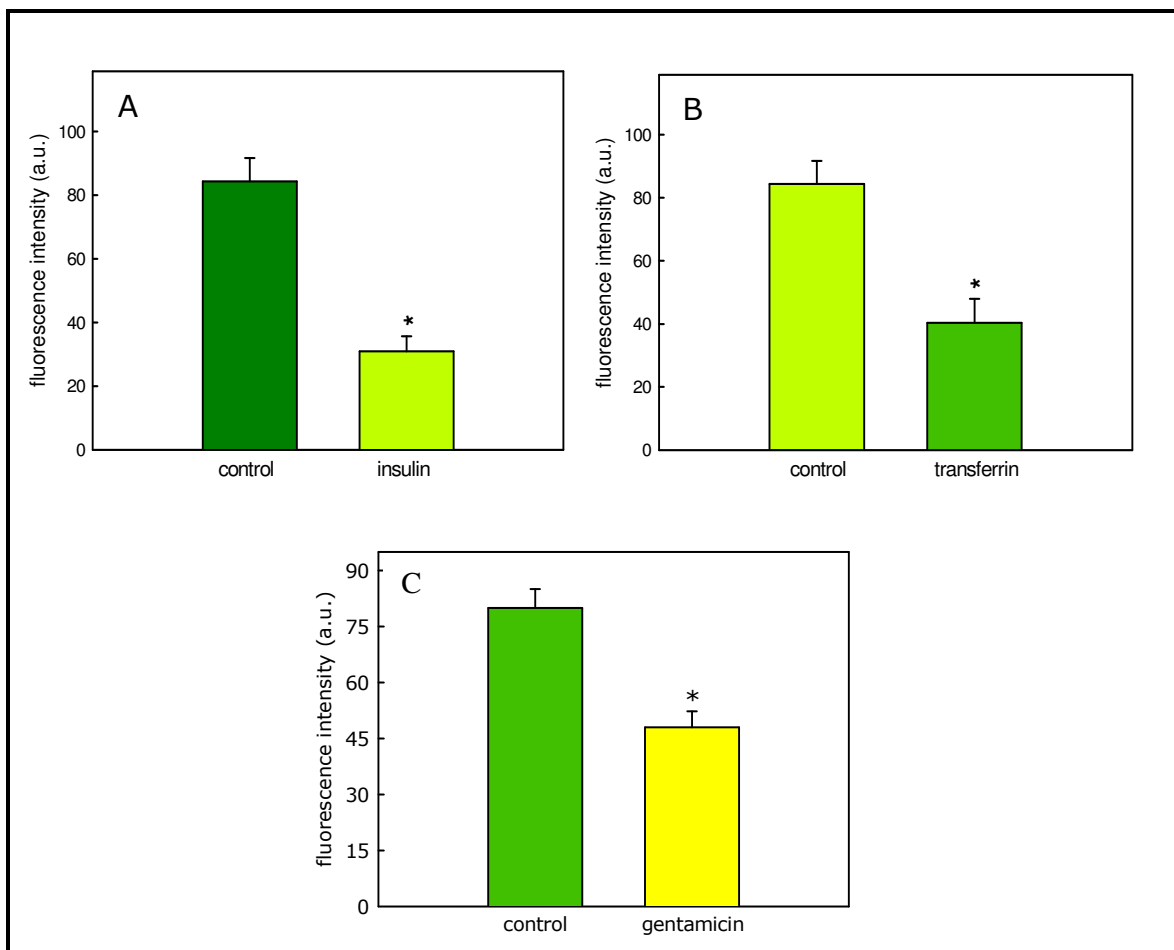 A
fluorescence intensity (a.u.)
100
80
60
40
20
0
*
control
insulin
B
fluorescence intensity (a.u.)
100
80
60
40
20
0
*
control
transferrin
C
fluorescence intensity (a.u.)
90
75
60
45
30
15
0
*
control
gentamicin